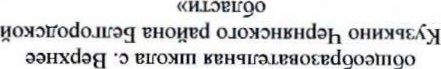 общеобразовательная школа с. Верхнее
Кузькино Чернянского района Белгородской
области»